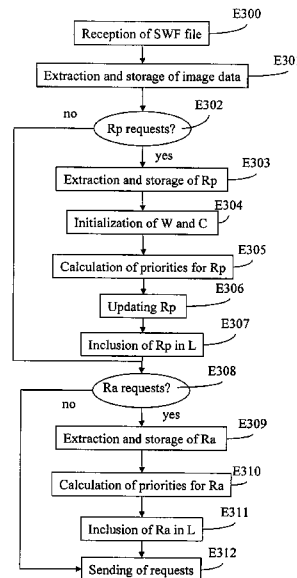 E300
Reception of SWF file
E301
Extraction and storage of image data
E302
no
Rp requests?
yes
E303
Extraction and storage of Rp
E304
Initialization of W and C
E305
Calculation of priorities for Rp
E306
Updating Rp
E307
Inclusion of Rp in L
E308
Ra requests?
no
yes
E309
Extraction and storage of Ra
E310
Calculation of priorities for Ra
E311
Inclusion of Ra in L
E312
Sending of requests